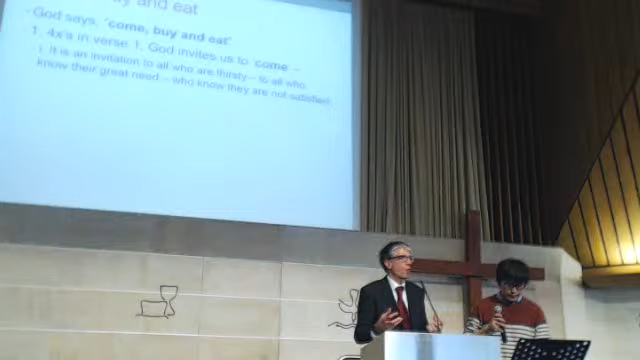 y and eat
God says, 'come, buy and eat'
1. 4x's in verse 1, God invites us to 'come' –
i. It is an invitation to all who are thirsty – to all who
know their great need – who know they are not satisfied